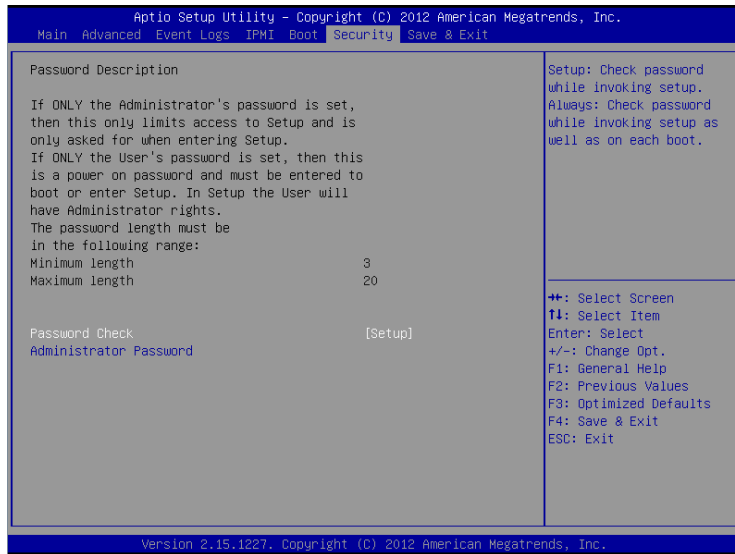 Aptio Setup Utility – Copyright (C) 2012 American Megatrends, Inc.
Main Advanced Event Logs IPMI Boot Security Save & Exit
Password Description
If ONLY the Administrator's password is set,
then this only limits access to Setup and is
only asked for when entering Setup.
If ONLY the User's password is set, then this
is a power on password and must be entered to
boot or enter Setup. In Setup the User will
have Administrator rights.
The password length must be
in the following range:
Minimum length 3
Maximum length 20
Password Check [Setup]
Administrator Password
Setup: Check password
while invoking setup.
Always: Check password
while invoking setup as
well as on each boot.
→←: Select Screen
↑↓: Select Item
Enter: Select
+/-: Change Opt.
F1: General Help
F2: Previous Values
F3: Optimized Defaults
F4: Save & Exit
ESC: Exit
Version 2.15.1227. Copyright (C) 2012 American Megatrends, Inc.